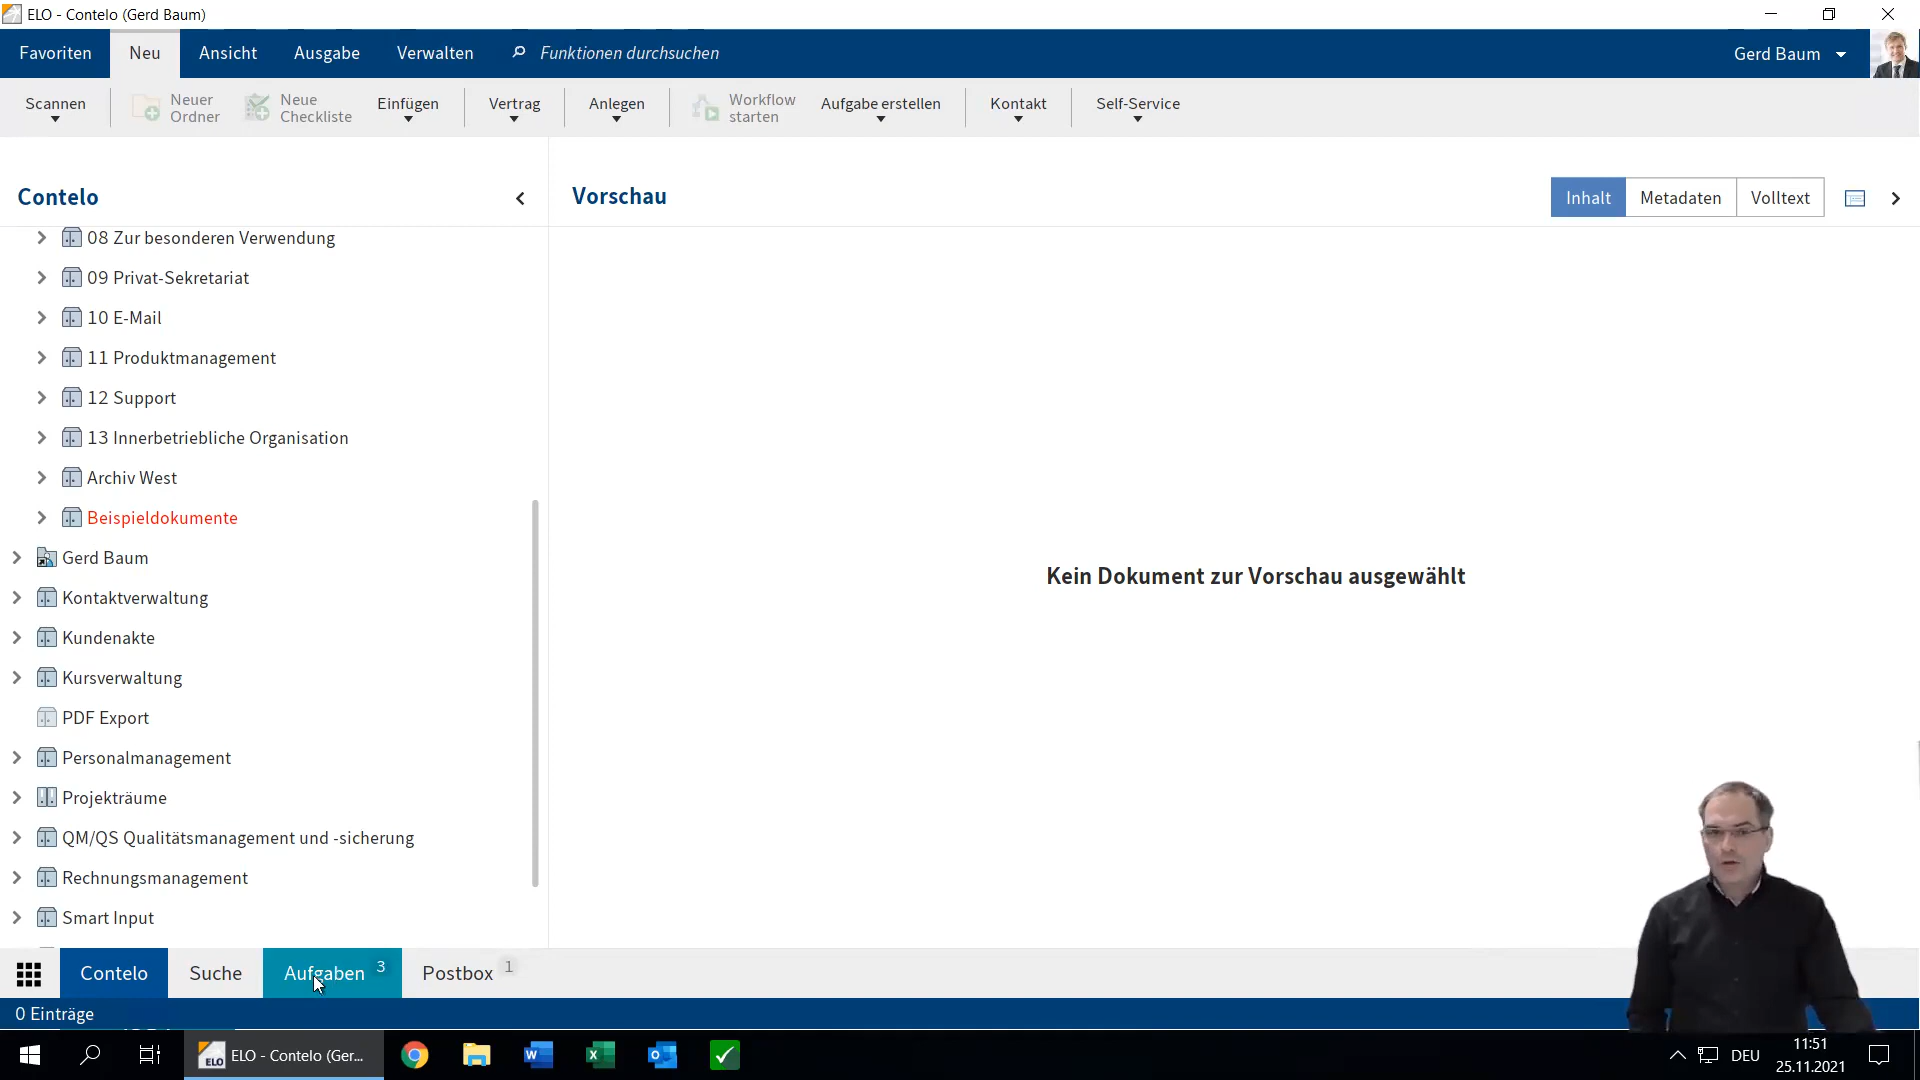 ELO - Contelo (Gerd Baum)
Favoriten Neu Ansicht Ausgabe Verwalten Funktionen durchsuchen Gerd Baum
Scannen Neuer Ordner Neue Checkliste Einfügen Vertrag Anlegen Workflow starten Aufgabe erstellen Kontakt Self-Service
Contelo
08 Zur besonderen Verwendung
09 Privat-Sekretariat
10 E-Mail
11 Produktmanagement
12 Support
13 Innerbetriebliche Organisation
Archiv West
Beispieldokumente
Gerd Baum
Kontaktverwaltung
Kundenakte
Kursverwaltung
PDF Export
Personalmanagement
Projekträume
QM/QS Qualitätsmanagement und -sicherung
Rechnungsmanagement
Smart Input
Vorschau Inhalt Metadaten Volltext
Kein Dokument zur Vorschau ausgewählt
Contelo Suche Aufgaben 3 Postbox 1
0 Einträge
ELO - Contelo (Ger... DEU 11:51
25.11.2021